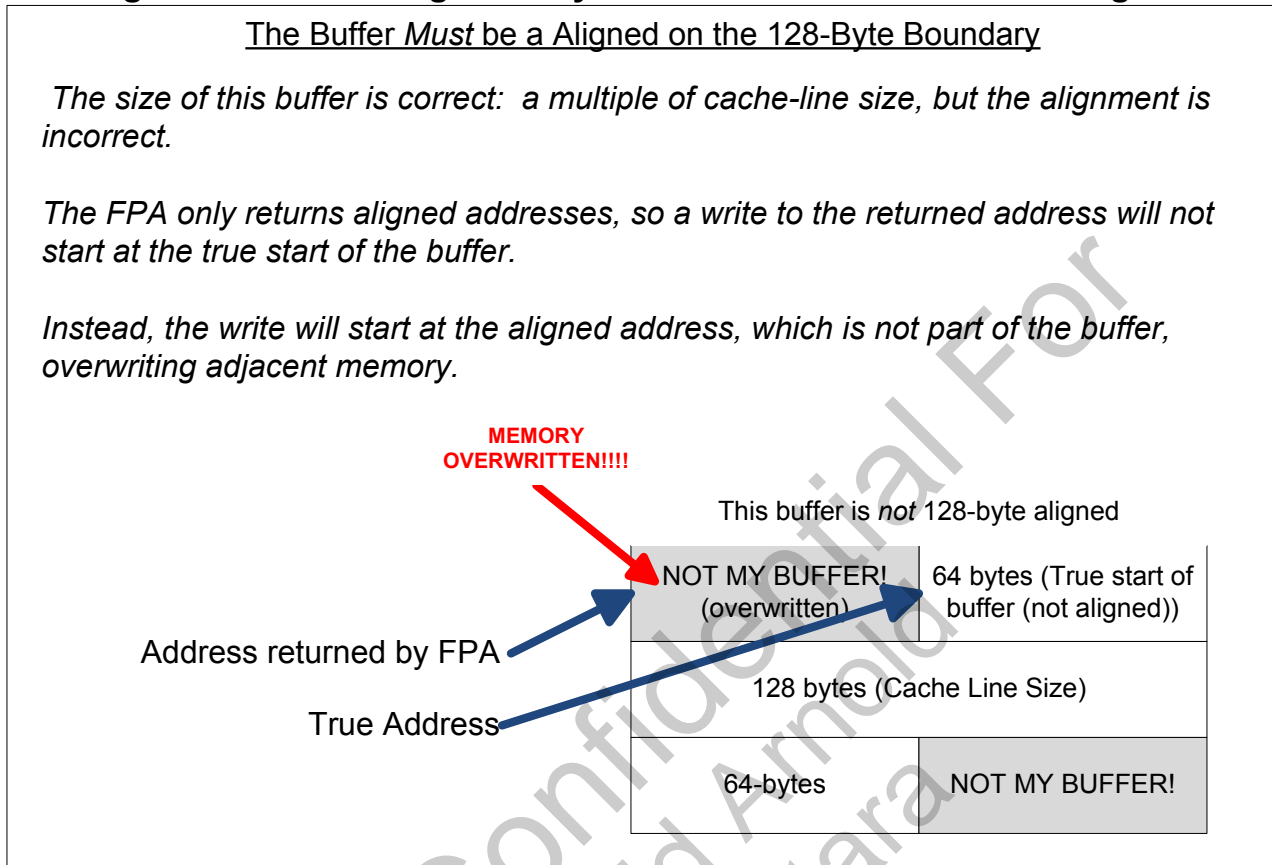 The Buffer Must be a Aligned on the 128-Byte Boundary
The size of this buffer is correct:  a multiple of cache-line size, but the alignment is
incorrect.
The FPA only returns aligned addresses, so a write to the returned address will not
start at the true start of the buffer.
Instead, the write will start at the aligned address, which is not part of the buffer,
overwriting adjacent memory.
MEMORY
OVERWRITTEN!!!!
This buffer is not 128-byte aligned
NOT MY BUFFER!
(overwritten)
64 bytes (True start of
buffer (not aligned))
Address returned by FPA
128 bytes (Cache Line Size)
True Address
64-bytes
NOT MY BUFFER!
Confidential For
Arnold